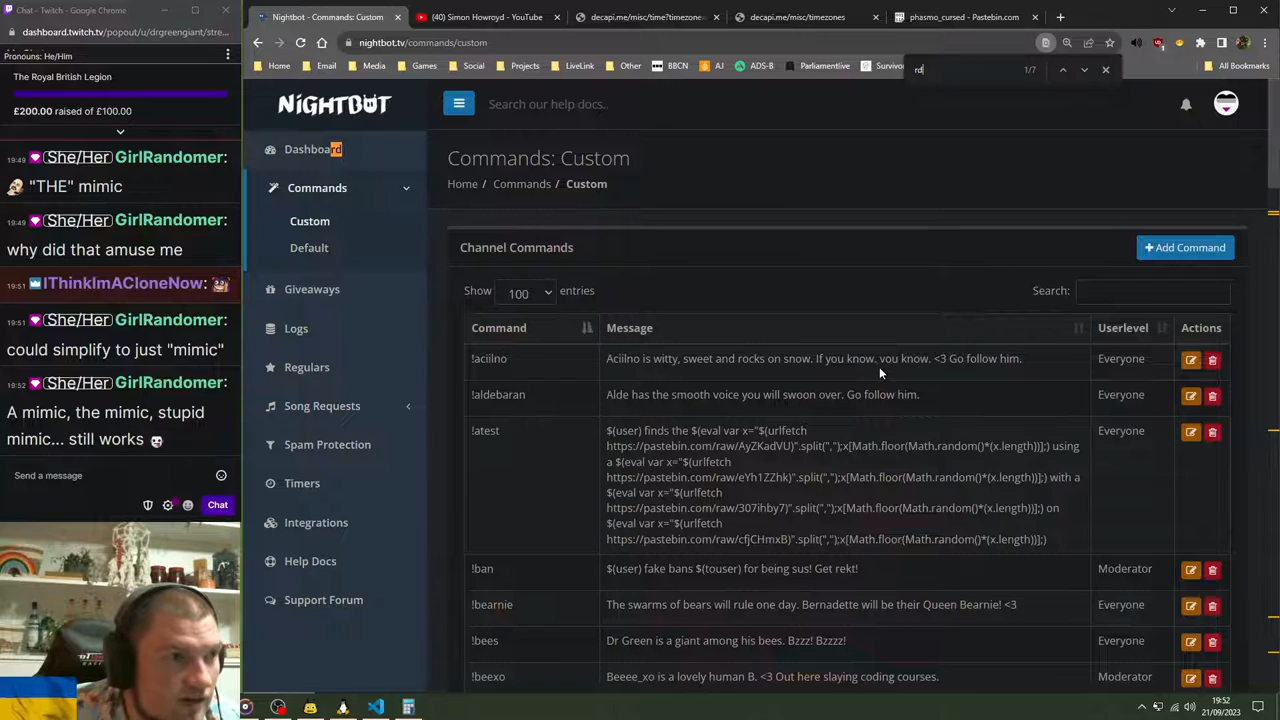 Chat - Twitch - Google Chrome
dashboard.twitch.tv/popout/u/drgreengiant/stre...
Pronouns: He/Him
The Royal British Legion
£200.00 raised of £100.00
19:49 She/Her GirlRandomer:
"THE" mimic
19:49 She/Her GirlRandomer:
why did that amuse me
19:51 IThinkImACloneNow:
19:51 She/Her GirlRandomer:
could simplify to just "mimic"
19:52 She/Her GirlRandomer:
A mimic, the mimic, stupid
mimic... still works
Send a message
Chat
Nightbot - Commands: Custom
(40) Simon Howroyd - YouTube
decapi.me/misc/time?timezone=
decapi.me/misc/timezones
phasmo_cursed - Pastebin.com
nightbot.tv/commands/custom
Home
Email
Media
Games
Social
Projects
LiveLink
Other
BBCN
AJ
ADS-B
Parliamentlive
Survivor
All Bookmarks
rd
1/7
NIGHTBOT
Search our help docs..
Dashboard
Commands
Custom
Default
Giveaways
Logs
Regulars
Song Requests
Spam Protection
Timers
Integrations
Help Docs
Support Forum
Commands: Custom
Home / Commands / Custom
Channel Commands
Add Command
Show 100 entries
Search:
Command Message Userlevel Actions
!aciilno Aciilno is witty, sweet and rocks on snow. If you know, you know. <3 Go follow him. Everyone
!aldebaran Alde has the smooth voice you will swoon over. Go follow him. Everyone
!atest $(user) finds the $(eval var x="$(urlfetch Everyone
https://pastebin.com/raw/AyZKadVU)".split(",");x[Math.floor(Math.random()*(x.length))];) using
a $(eval var x="$(urlfetch
https://pastebin.com/raw/eYh1ZZhk)".split(",");x[Math.floor(Math.random()*(x.length))];) with a
$(eval var x="$(urlfetch
https://pastebin.com/raw/307ihby7)".split(",");x[Math.floor(Math.random()*(x.length))];) on
$(eval var x="$(urlfetch
https://pastebin.com/raw/cfjCHmxB)".split(",");x[Math.floor(Math.random()*(x.length))];)
!ban $(user) fake bans $(touser) for being sus! Get rekt! Moderator
!bearnie The swarms of bears will rule one day. Bernadette will be their Queen Bearnie! <3 Everyone
!bees Dr Green is a giant among his bees. Bzzz! Bzzzz! Everyone
!beexo Beeee_xo is a lovely human B. <3 Out here slaying coding courses. Moderator
19:52
21/09/2023